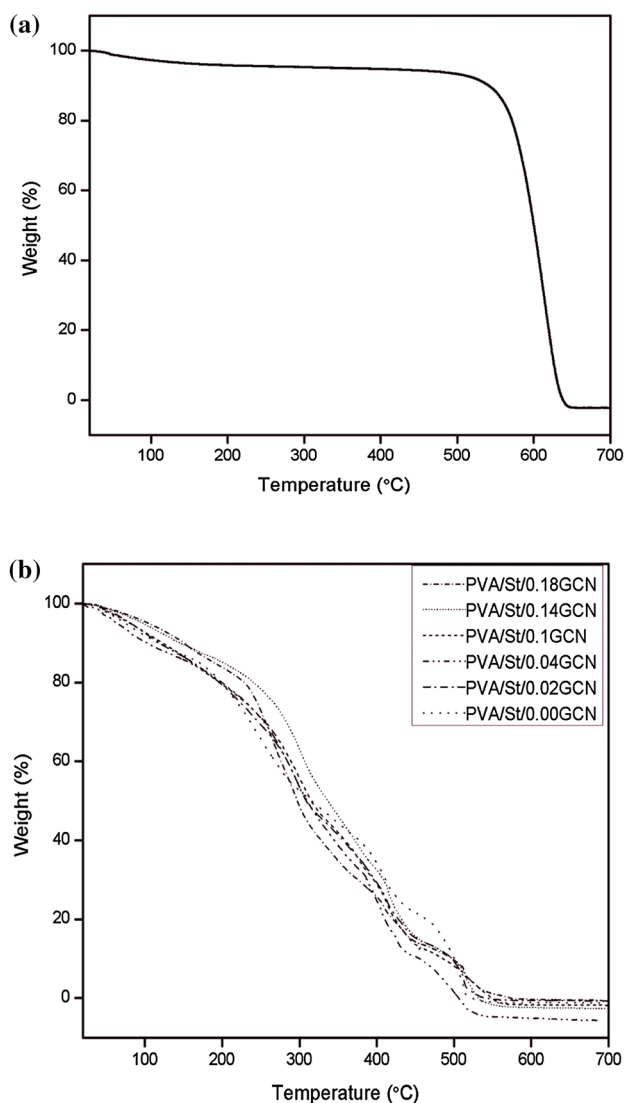 (a)
100
80
60
40
20
0
Weight (%)
100 200 300 400 500 600 700
Temperature (°C)
(b)
PVA/St/0.18GCN
PVA/St/0.14GCN
PVA/St/0.1GCN
PVA/St/0.04GCN
PVA/St/0.02GCN
PVA/St/0.00GCN
100
80
60
40
20
0
Weight (%)
100 200 300 400 500 600 700
Temperature (°C)